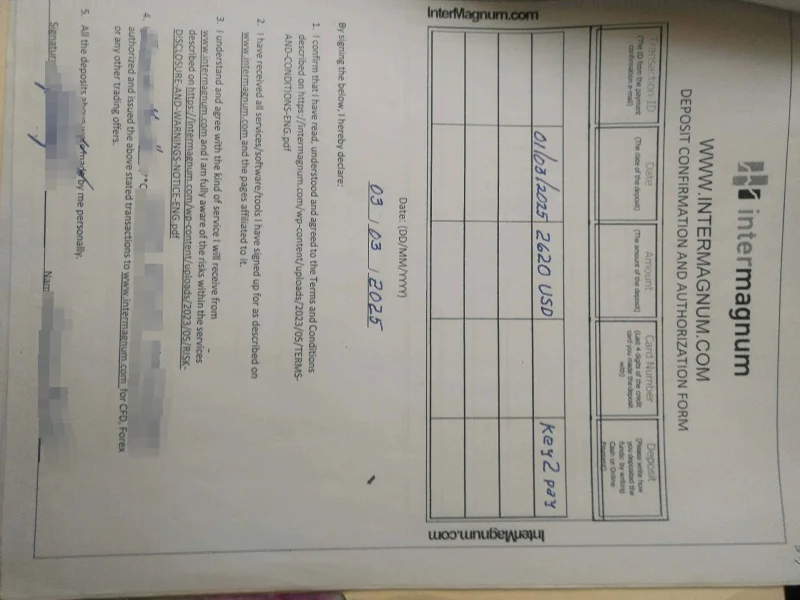 intermagnum
WWW.INTERMAGNUM.COM
DEPOSIT CONFIRMATION AND AUTHORIZATION FORM
Transaction ID
(The ID from the payment
confirmation e-mail)
Date
(The date of the deposit)
Amount
(The amount of the deposit)
Card Number
(Last 4 digits of the credit
card you made the deposit
with)
Deposit
(Please write how
you deposited the
funds: by writing
Cash or Online
Payment)
01/03/2025 2620 USD key2pay
InterMagnum.com
InterMagnum.com
Date: (DD/MM/YYYY)
03 / 03 / 2025
By signing the below, I hereby declare:
1. I confirm that I have read, understood and agreed to the Terms and Conditions
described on https://intermagnum.com/wp-content/uploads/2023/05/TERMS-
AND-CONDITIONS-ENG.pdf
2. I have received all services/software/tools I have signed up for as described on
www.intermagnum.com and the pages affiliated to it.
3. I understand and agree with the kind of service I will receive from
www.intermagnum.com and I am fully aware of the risks within the services
described on https://intermagnum.com/wp-content/uploads/2023/05/RISK-
DISCLOSURE-AND-WARNINGS-NOTICE-ENG.pdf
4.
authorized and issued the above stated transactions to www.intermagnum.com for CFD, Forex
or any other trading offers.
5. All the deposits by me personally.
Signature
Nam